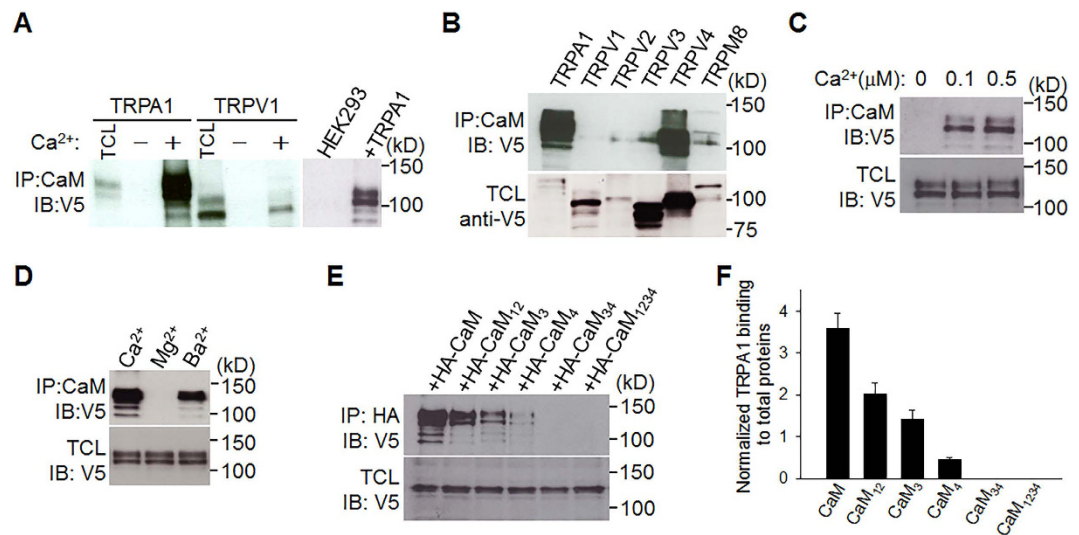 A
TRPA1 TRPV1
Ca²⁺: TCL – + TCL – + HEK293 +TRPA1 (kD)
IP:CaM
IB:V5
150
100
B
TRPA1 TRPV1 TRPV2 TRPV3 TRPV4 TRPM8
(kD)
IP:CaM
IB: V5
150
100
TCL
anti-V5
100
75
C
Ca²⁺(μM): 0 0.1 0.5 (kD)
IP:CaM
IB:V5
150
100
TCL
IB: V5
150
100
D
Ca²⁺ Mg²⁺ Ba²⁺ (kD)
IP:CaM
IB:V5
150
100
TCL
IB: V5
150
100
E
+HA-CaM +HA-CaM₁₂ +HA-CaM₃ +HA-CaM₄ +HA-CaM₃₄ +HA-CaM₁₂₃₄
(kD)
IP: HA
IB: V5
150
100
TCL
IB: V5
150
100
F
Normalized TRPA1 binding
to total proteins
4
3
2
1
0
CaM CaM₁₂ CaM₃ CaM₄ CaM₃₄ CaM₁₂₃₄